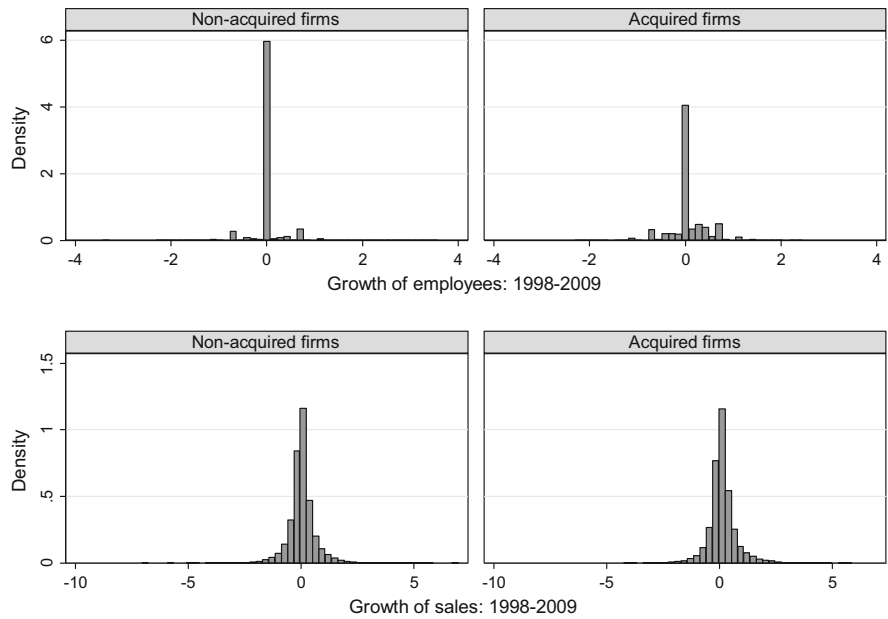 Non-acquired firms Acquired firms
6
4
2
0
Density
-4 -2 0 2 4 -4 -2 0 2 4
Growth of employees: 1998-2009
Non-acquired firms Acquired firms
1.5
1
.5
0
Density
-10 -5 0 5 -10 -5 0 5
Growth of sales: 1998-2009